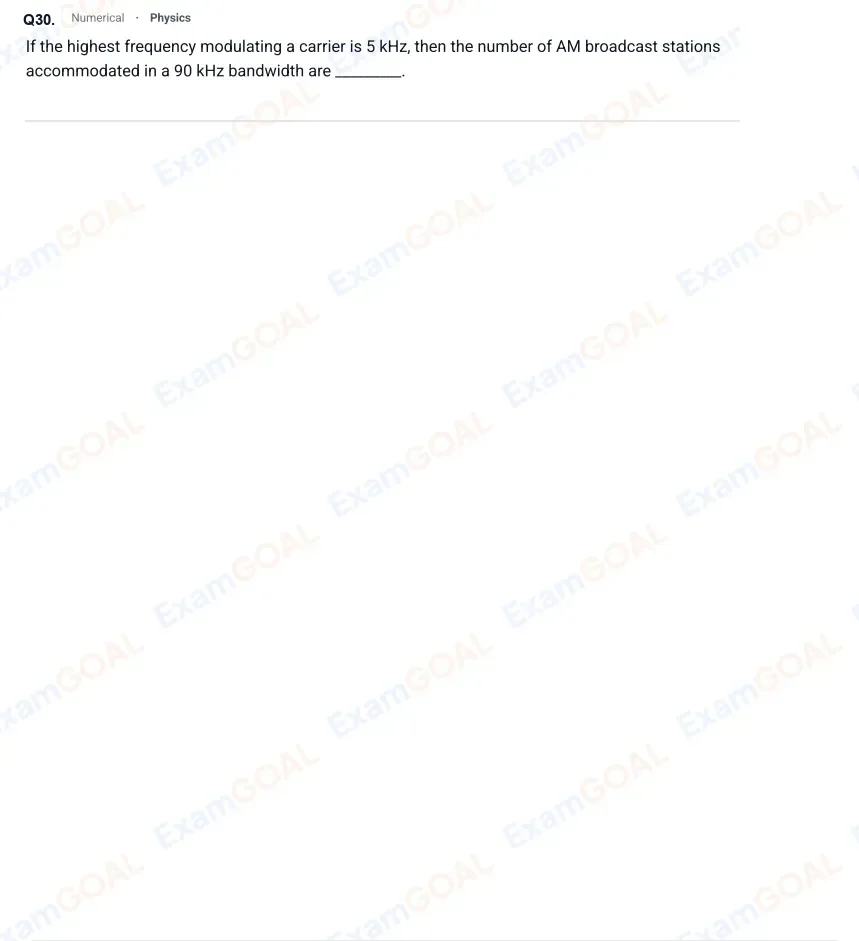 Q30. Numerical · Physics
If the highest frequency modulating a carrier is 5 kHz, then the number of AM broadcast stations
accommodated in a 90 kHz bandwidth are ________.
ExamGOAL